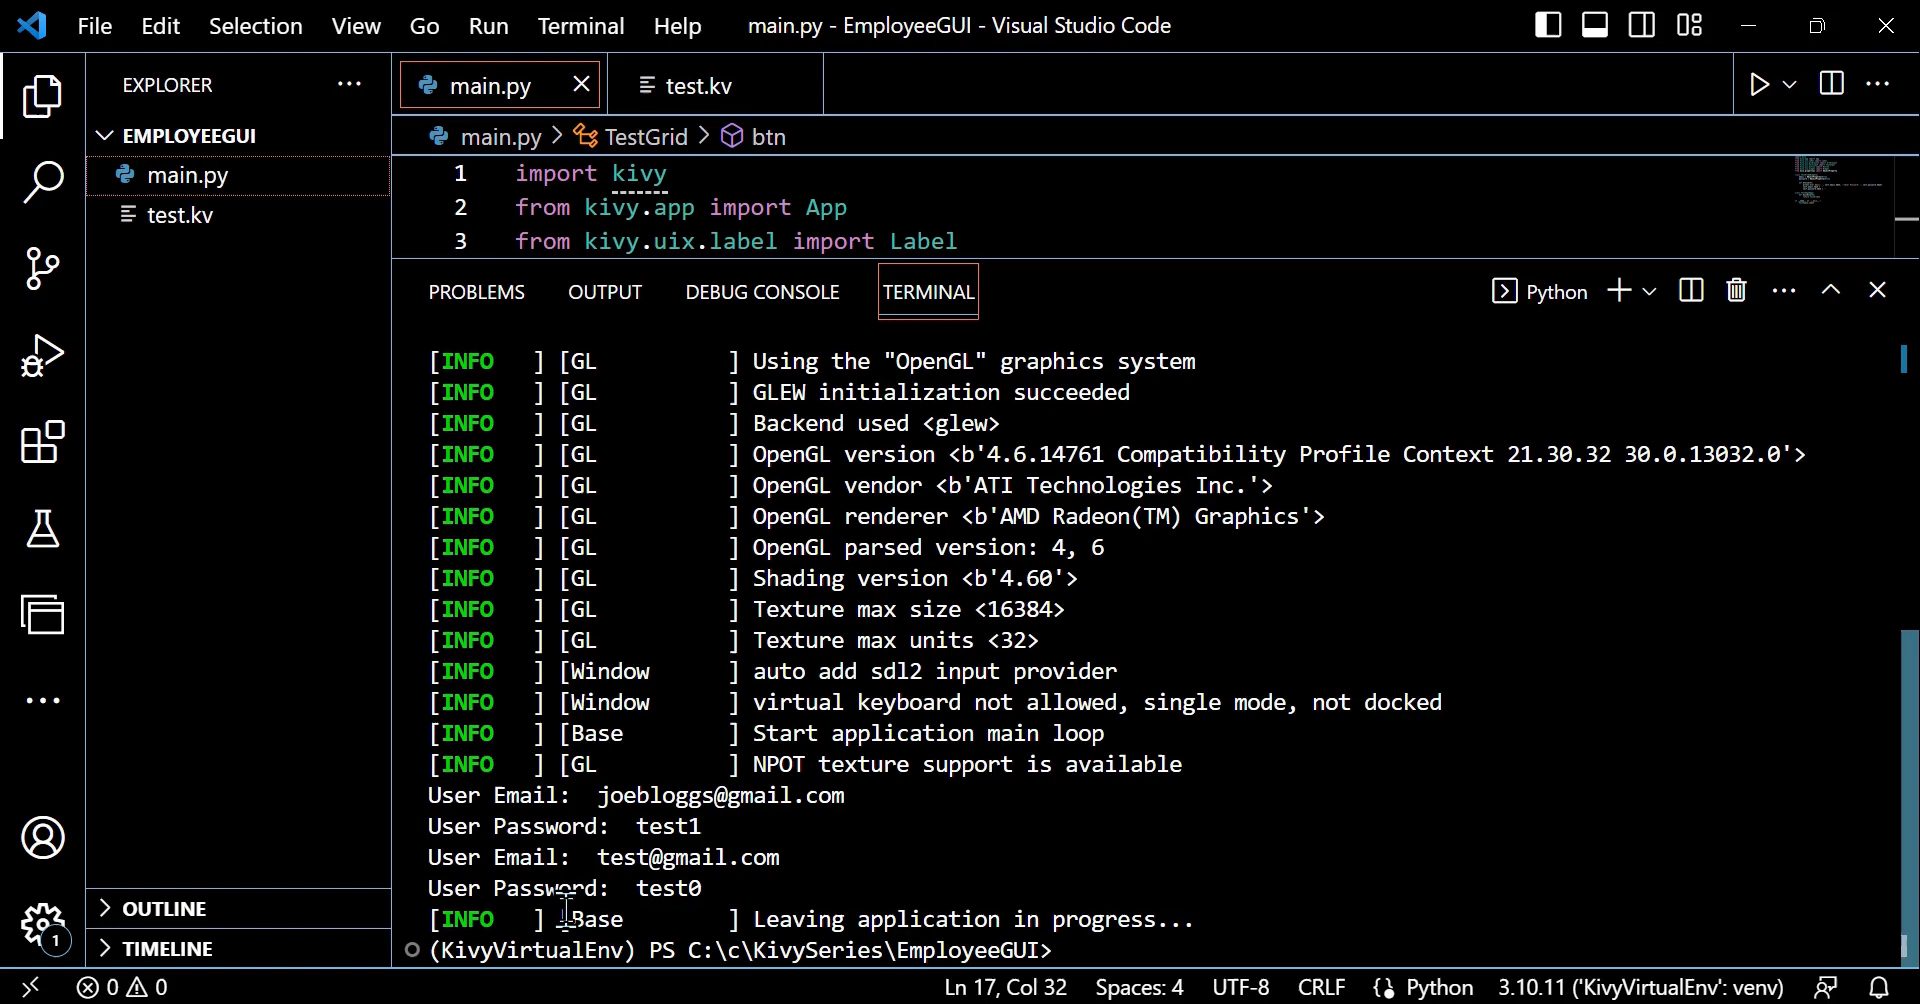 File Edit Selection View Go Run Terminal Help main.py - EmployeeGUI - Visual Studio Code
EXPLORER
EMPLOYEEGUI
main.py
test.kv
OUTLINE
TIMELINE
main.py test.kv
main.py > TestGrid > btn
1 import kivy
2 from kivy.app import App
3 from kivy.uix.label import Label
PROBLEMS OUTPUT DEBUG CONSOLE TERMINAL Python
[INFO   ] [GL          ] Using the "OpenGL" graphics system
[INFO   ] [GL          ] GLEW initialization succeeded
[INFO   ] [GL          ] Backend used <glew>
[INFO   ] [GL          ] OpenGL version <b'4.6.14761 Compatibility Profile Context 21.30.32 30.0.13032.0'>
[INFO   ] [GL          ] OpenGL vendor <b'ATI Technologies Inc.'>
[INFO   ] [GL          ] OpenGL renderer <b'AMD Radeon(TM) Graphics'>
[INFO   ] [GL          ] OpenGL parsed version: 4, 6
[INFO   ] [GL          ] Shading version <b'4.60'>
[INFO   ] [GL          ] Texture max size <16384>
[INFO   ] [GL          ] Texture max units <32>
[INFO   ] [Window      ] auto add sdl2 input provider
[INFO   ] [Window      ] virtual keyboard not allowed, single mode, not docked
[INFO   ] [Base        ] Start application main loop
[INFO   ] [GL          ] NPOT texture support is available
User Email:  joebloggs@gmail.com
User Password:  test1
User Email:  test@gmail.com
User Password:  test0
[INFO   ] [Base        ] Leaving application in progress...
(KivyVirtualEnv) PS C:\c\KivySeries\EmployeeGUI>
1
0 0 Ln 17, Col 32 Spaces: 4 UTF-8 CRLF Python 3.10.11 ('KivyVirtualEnv': venv)